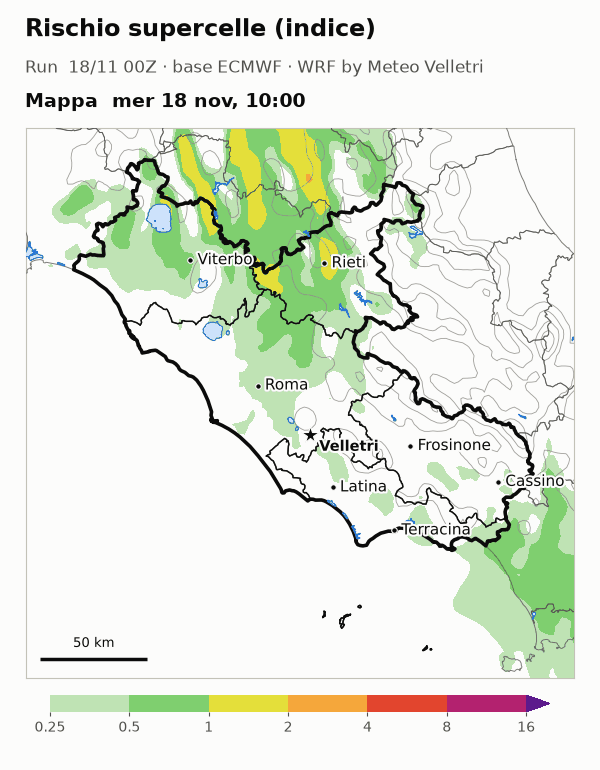 Rischio supercelle (indice)
Run 18/11 00Z · base ECMWF · WRF by Meteo Velletri
Mappa mer 18 nov, 10:00
Viterbo
Rieti
Roma
Velletri
Frosinone
Cassino
Latina
Terracina
50 km
0.25 0.5 1 2 4 8 16